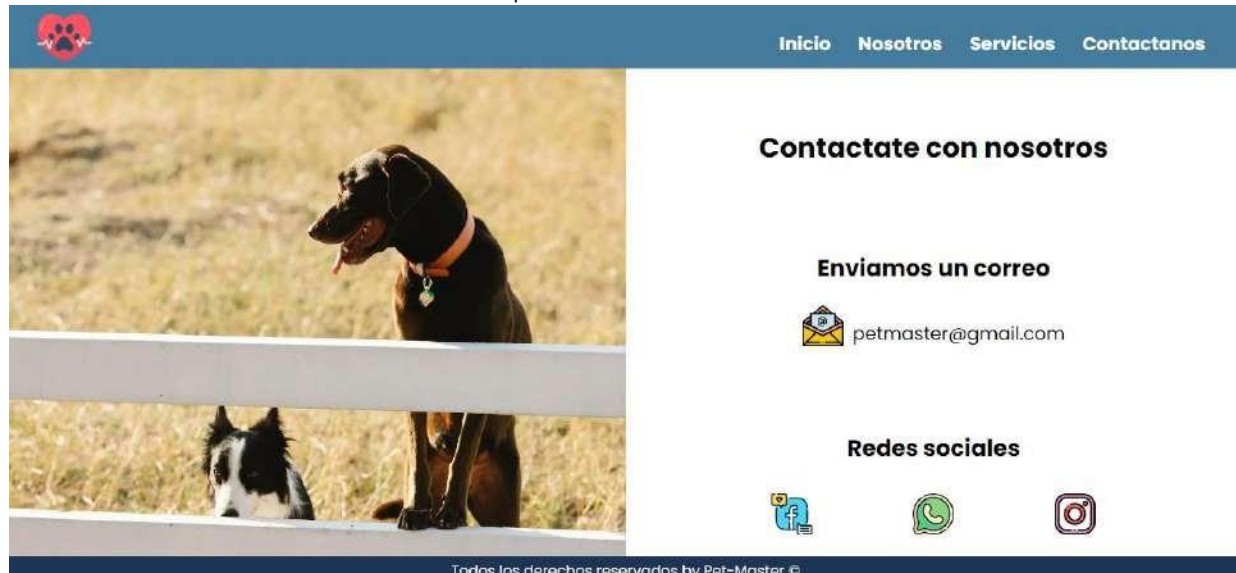 Inicio Nosotros Servicios Contactanos
Contactate con nosotros
Enviamos un correo
petmaster@gmail.com
Redes sociales
Todos los derechos reservados by Pet-Master ©